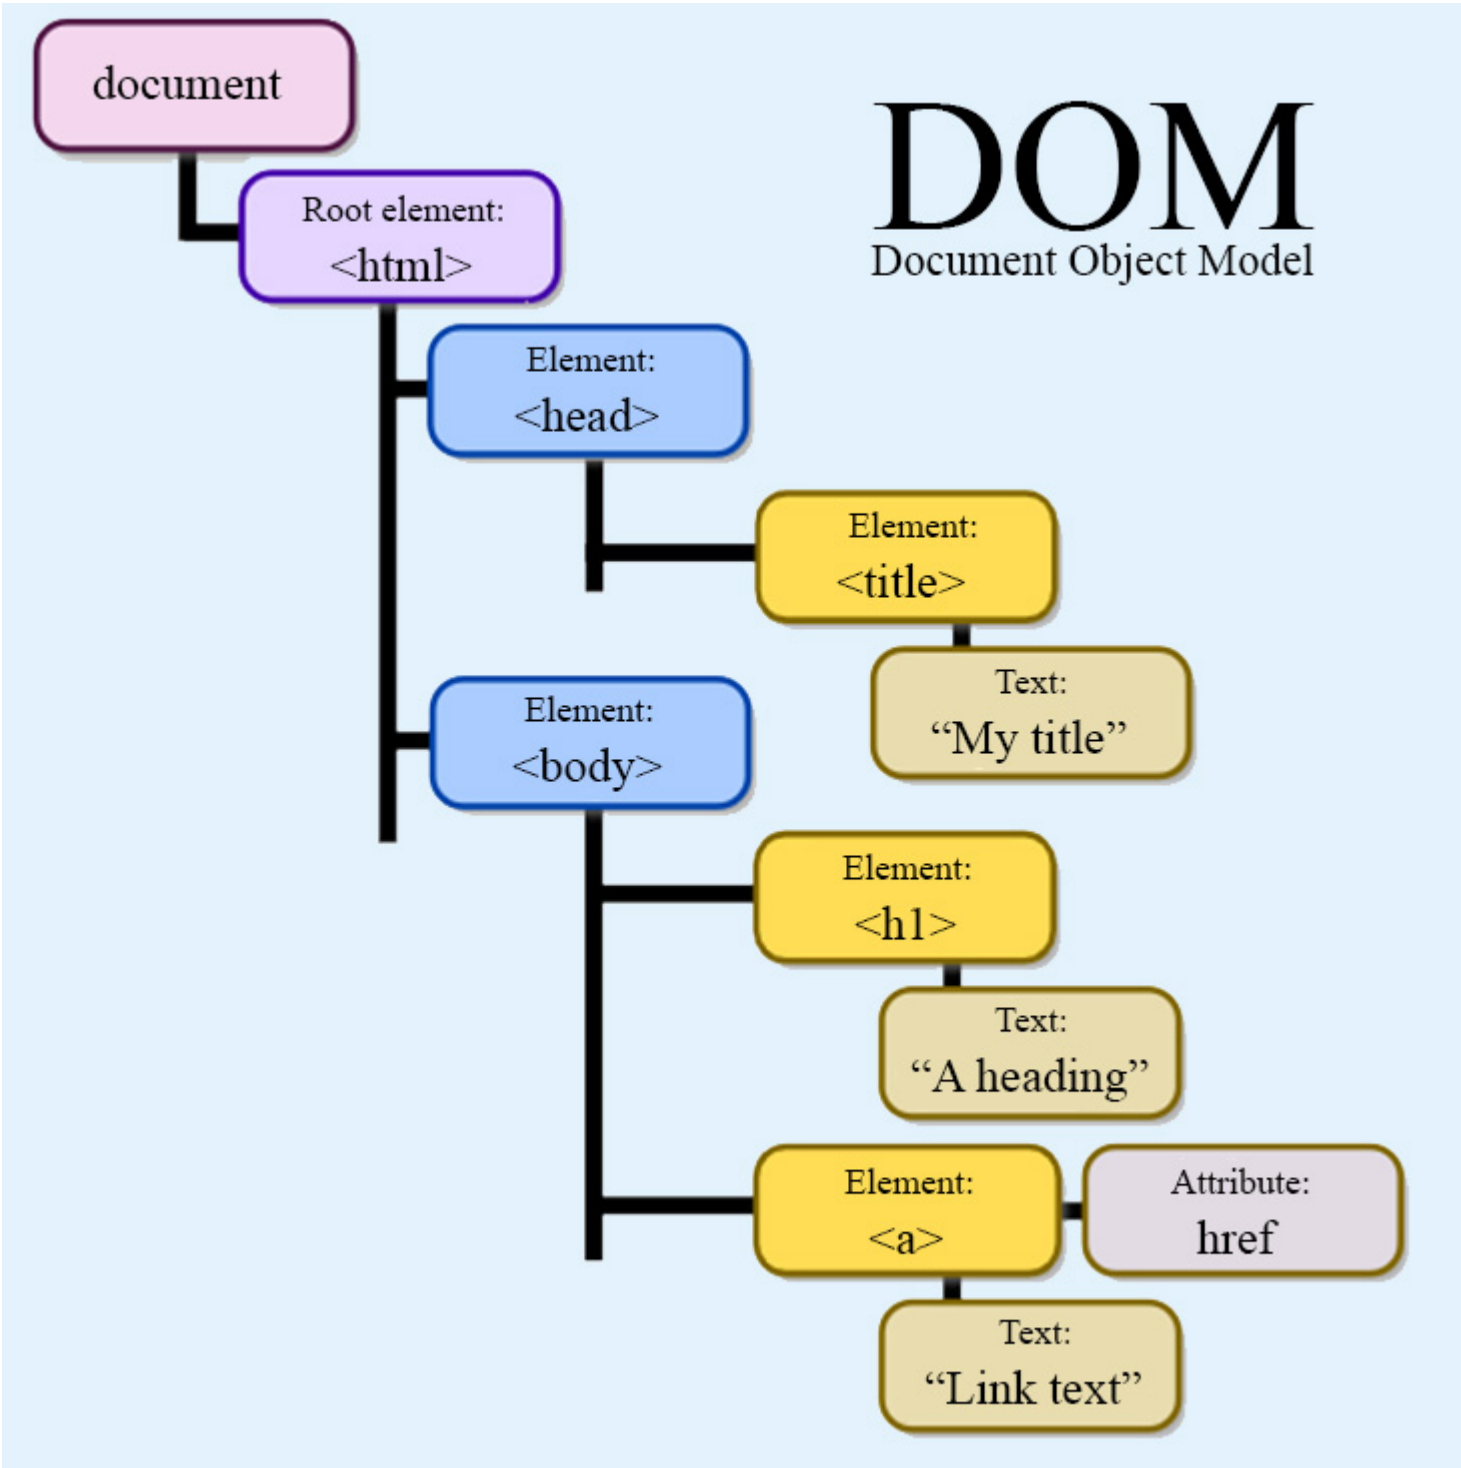 document
DOM
Document Object Model
Root element:
<html>
Element:
<head>
Element:
<title>
Text:
“My title”
Element:
<body>
Element:
<h1>
Text:
“A heading”
Element:
<a>
Attribute:
href
Text:
“Link text”